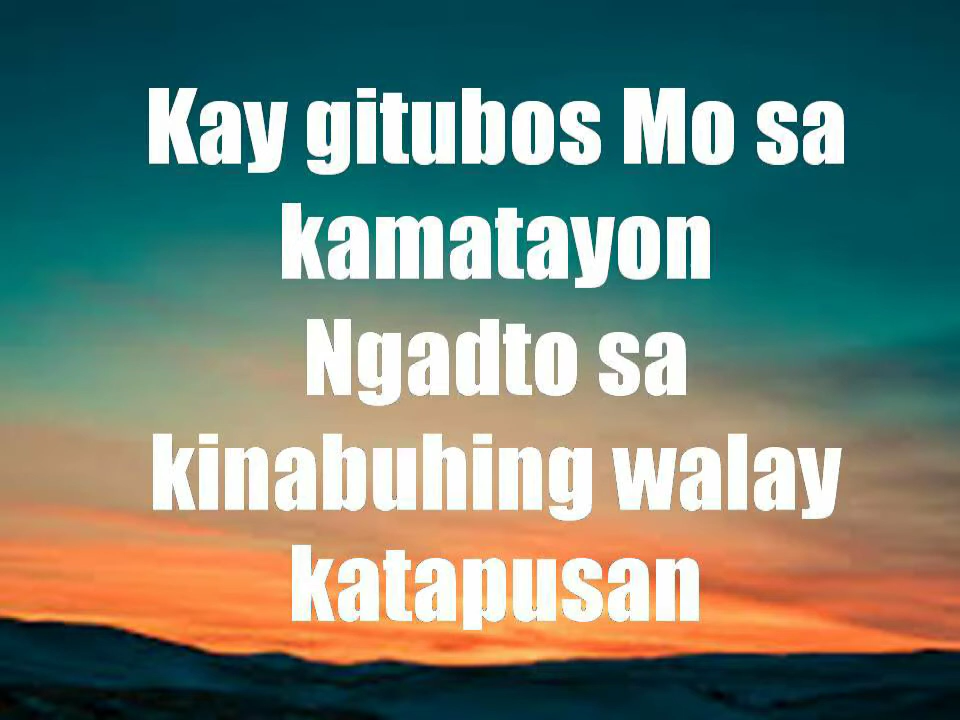 Kay gitubos Mo sa
kamatayon
Ngadto sa
kinabuhing walay
katapusan